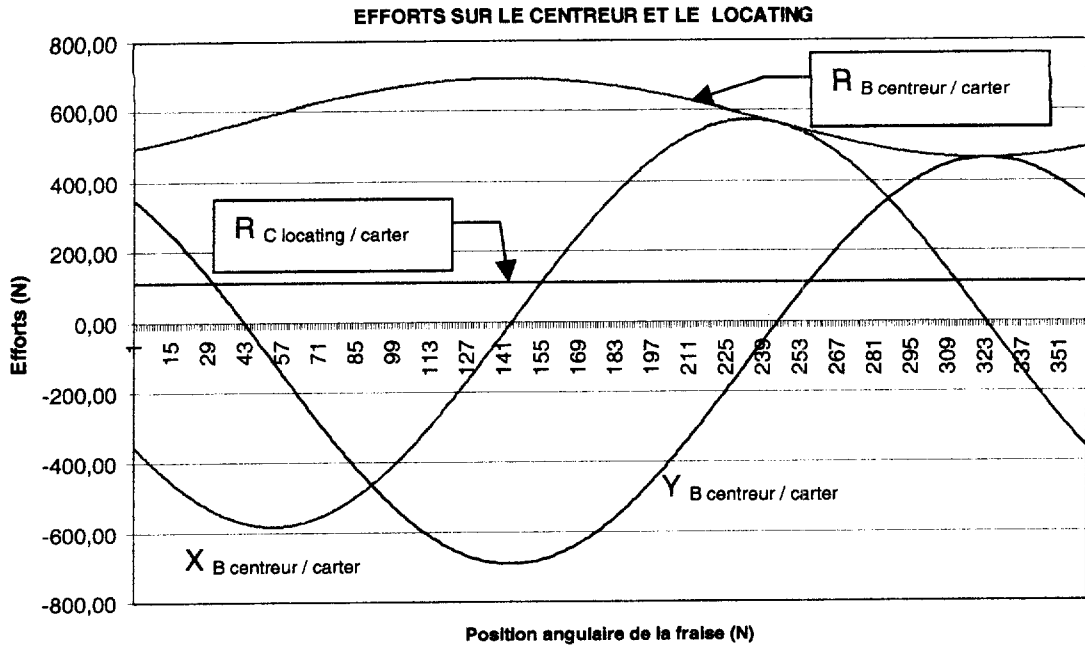 EFFORTS SUR LE CENTREUR ET LE LOCATING
800,00
600,00
400,00
200,00
0,00
-200,00
-400,00
-600,00
-800,00
Efforts (N)
R B centreur / carter
R C locating / carter
Y B centreur / carter
X B centreur / carter
1 15 29 43 57 71 85 99 113 127 141 155 169 183 197 211 225 239 253 267 281 295 309 323 337 351
Position angulaire de la fraise (N)